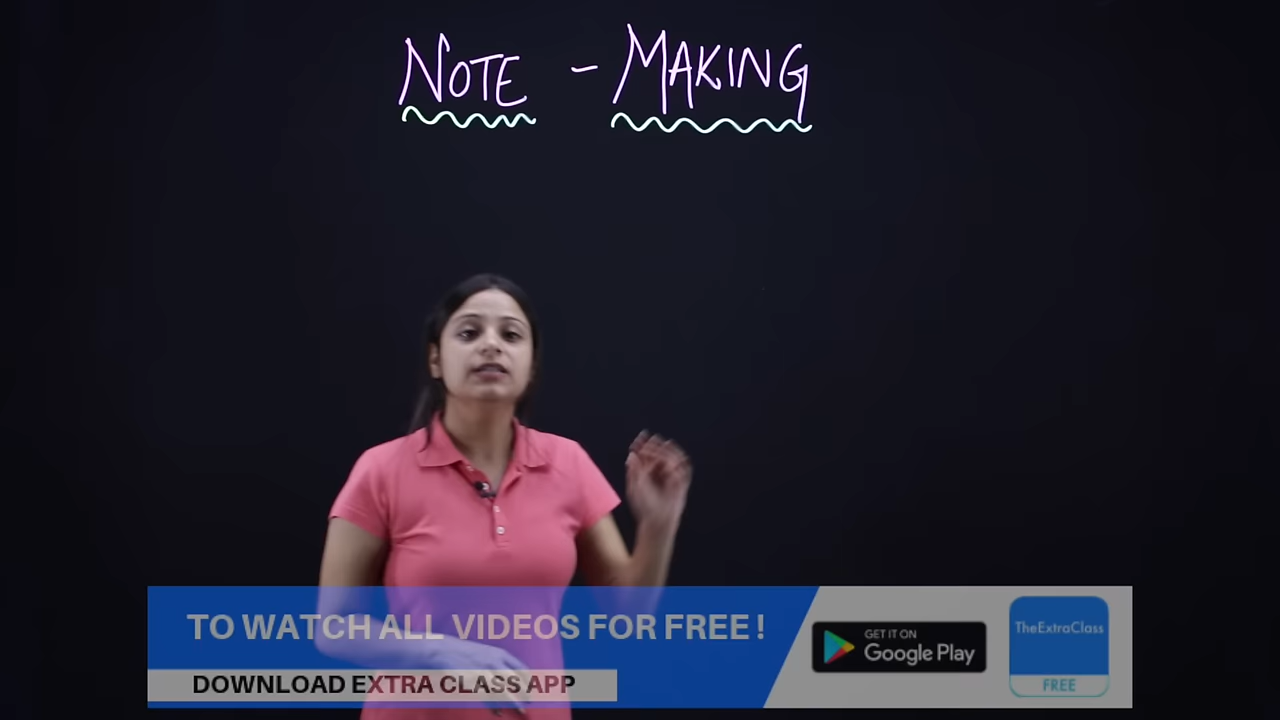 NOTE - MAKING
TO WATCH ALL VIDEOS FOR FREE !
DOWNLOAD EXTRA CLASS APP
GET IT ON
Google Play
TheExtraClass
FREE